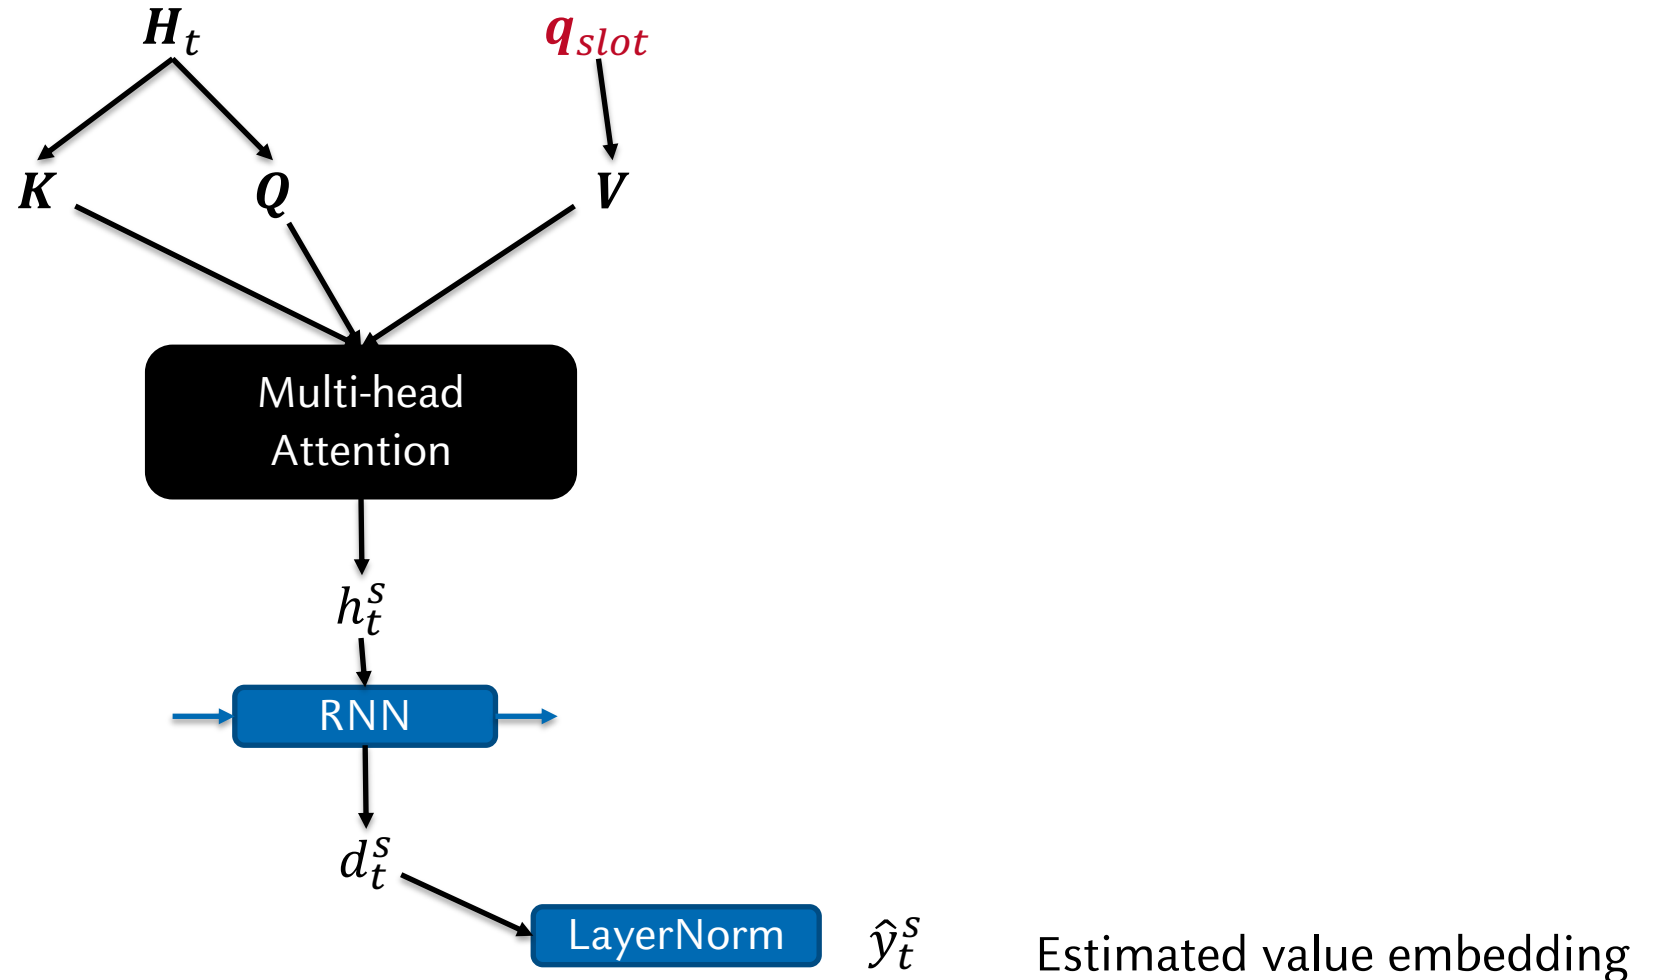 H_t q_slot
K Q V
Multi-head
Attention
h_t^s
RNN
d_t^s
LayerNorm ŷ_t^s Estimated value embedding